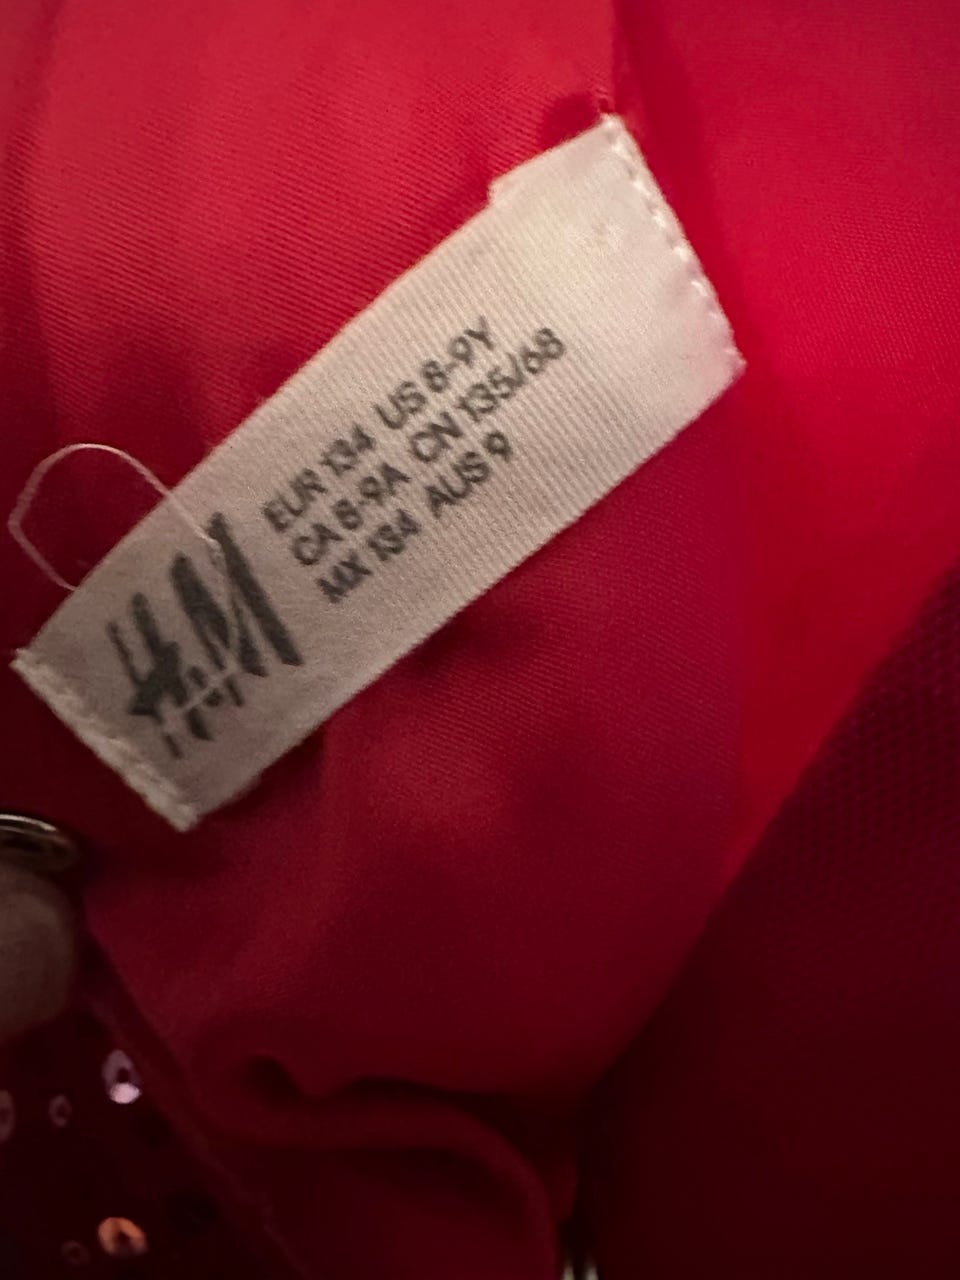 H&M
EUR 134 US 8-9Y
CA 8-9A CN 135/68
MX 134 AUS 9